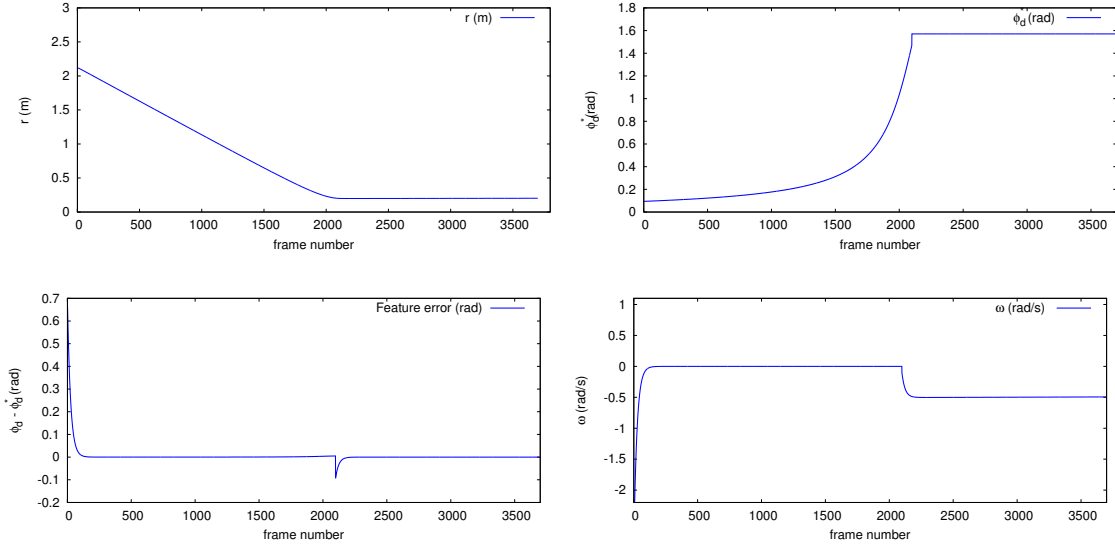 r (m)
3
2.5
2
1.5
1
0.5
0
r (m)
0 500 1000 1500 2000 2500 3000 3500
frame number
ϕ*d(rad)
1.8
1.6
1.4
1.2
1
0.8
0.6
0.4
0.2
0
ϕ*d(rad)
0 500 1000 1500 2000 2500 3000 3500
frame number
Feature error (rad)
0.7
0.6
0.5
0.4
0.3
0.2
0.1
0
-0.1
-0.2
ϕd - ϕ*d(rad)
0 500 1000 1500 2000 2500 3000 3500
frame number
ω (rad/s)
1
0.5
0
-0.5
-1
-1.5
-2
ω (rad/s)
0 500 1000 1500 2000 2500 3000 3500
frame number